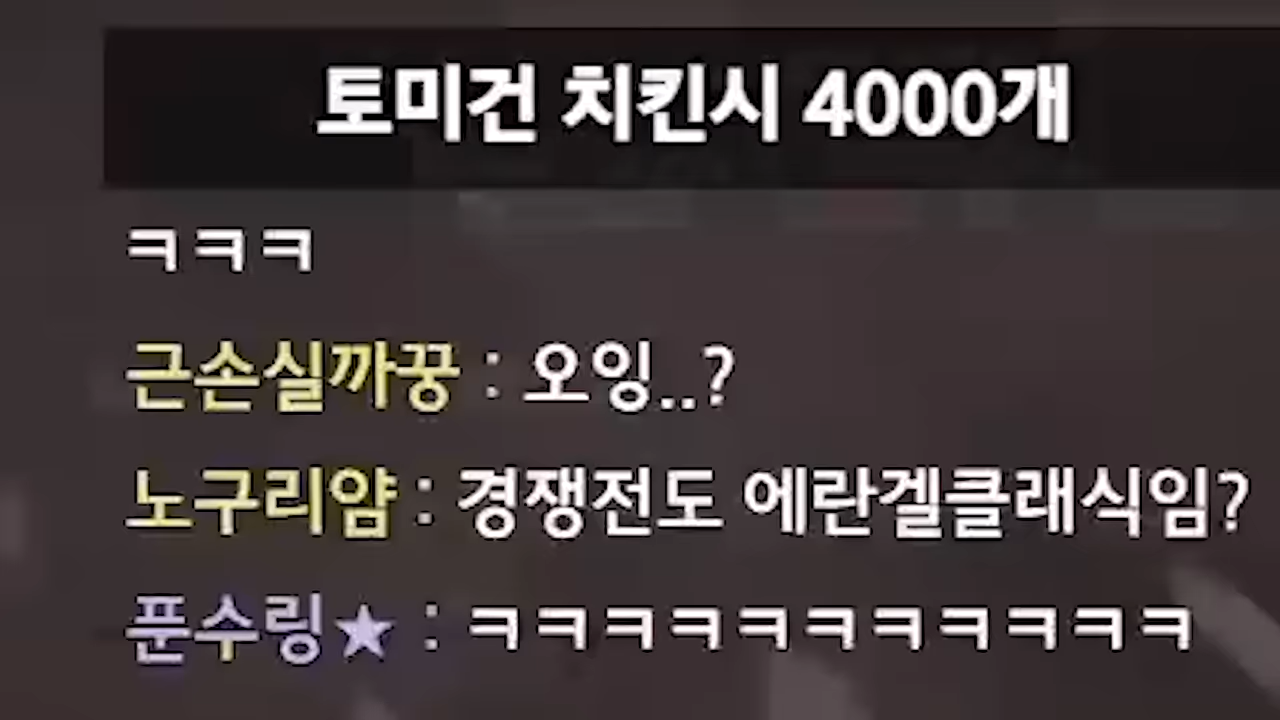 토미건 치킨시 4000개
ㅋㅋㅋ
근손실까꿍 : 오잉..?
노구리얌 : 경쟁전도 에란겔클래식임?
푼수링★ : ㅋㅋㅋㅋㅋㅋㅋㅋㅋㅋㅋ